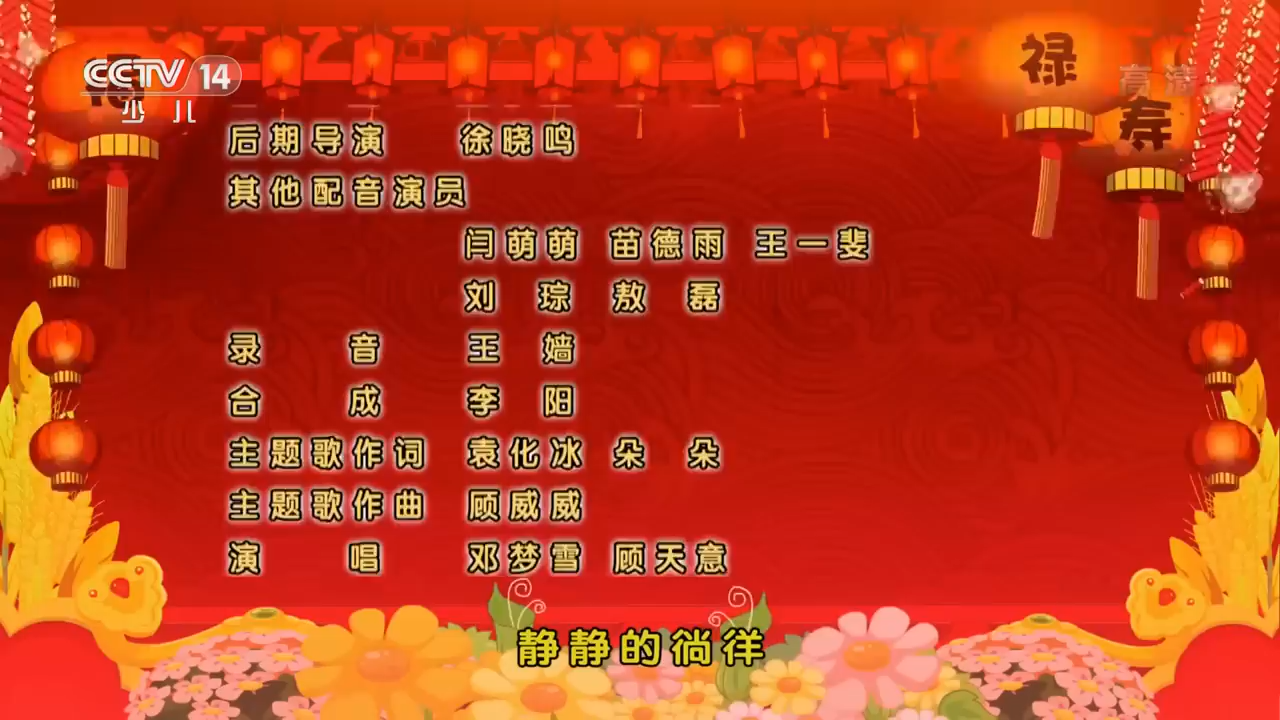 CCTV 14
少儿
高清
禄
寿
后期导演 徐晓鸣
其他配音演员
闫萌萌 苗德雨 王一斐
刘琮 敖磊
录音 王嫱
合成 李阳
主题歌作词 袁化冰 朵朵
主题歌作曲 顾威威
演唱 邓梦雪 顾天意
静静的徜徉